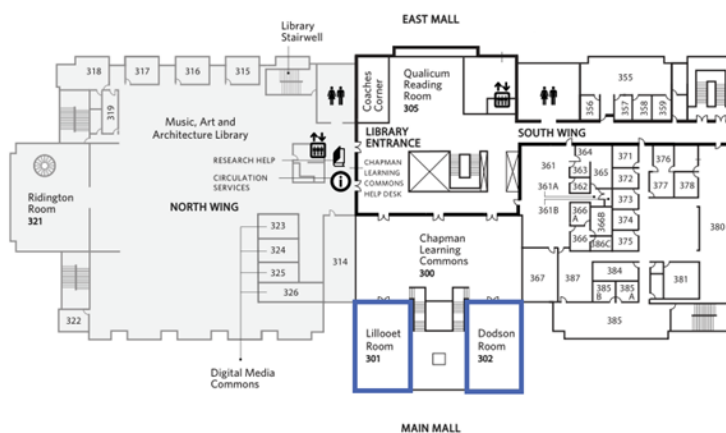 EAST MALL
Library
Stairwell
318
317
316
315
319
Coaches
Corner
Qualicum
Reading
Room
305
355
356
357
358
359
Music, Art and
Architecture Library
LIBRARY
ENTRANCE
SOUTH WING
RESEARCH HELP
CIRCULATION
SERVICES
CHAPMAN
LEARNING
COMMONS
HELP DESK
Ridington
Room
321
NORTH WING
361
361A
361B
364
363
362
365
366
A
366B
366
386C
371
372
373
374
375
376
377
378
380
323
324
325
326
314
Chapman
Learning
Commons
300
367
387
384
385
B
385
A
381
385
322
Lillooet
Room
301
Dodson
Room
302
Digital Media
Commons
MAIN MALL